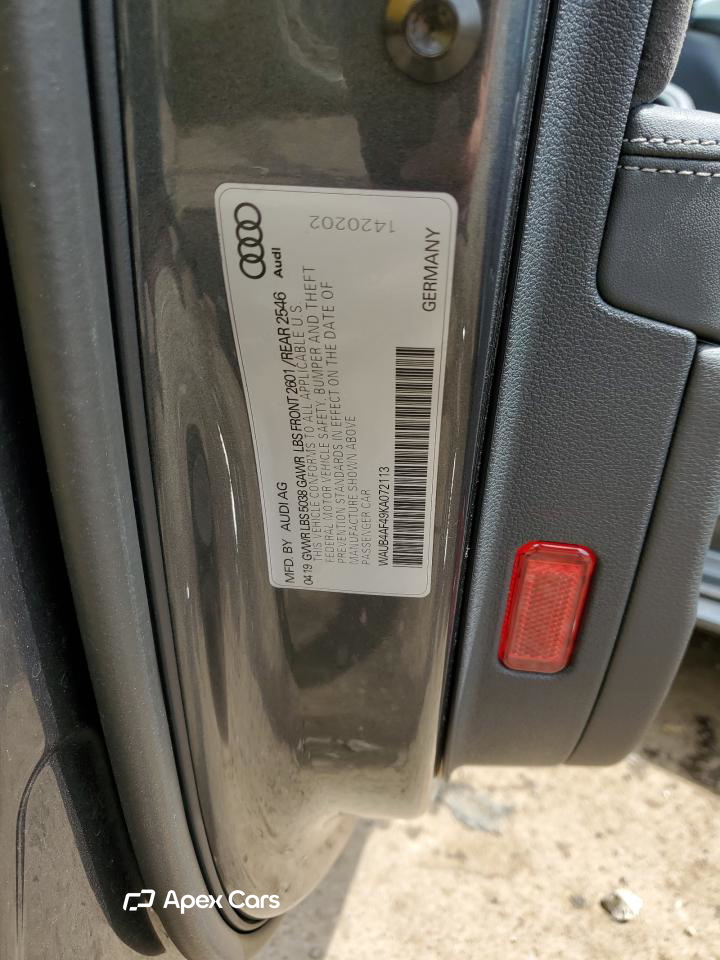 Audi
1420202
MFD. BY AUDI AG
0419 GVWR LBS 5038 GAWR LBS FRONT 2601 /REAR 2546
THIS VEHICLE CONFORMS TO ALL APPLICABLE U.S.
FEDERAL MOTOR VEHICLE SAFETY, BUMPER AND THEFT
PREVENTION STANDARDS IN EFFECT ON THE DATE OF
MANUFACTURE SHOWN ABOVE
PASSENGER CAR
WAUB4AF49KA072113
GERMANY
Apex Cars